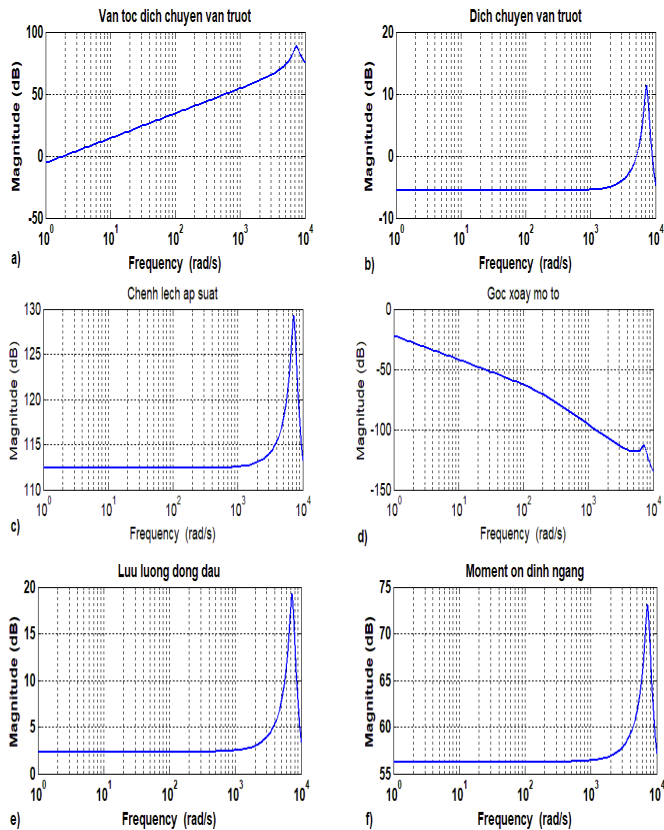 Van toc dich chuyen van truot
Magnitude (dB)
100
50
0
-50
10^0
10^1
10^2
10^3
10^4
Frequency (rad/s)
a)
Dich chuyen van truot
Magnitude (dB)
20
10
0
-10
10^0
10^1
10^2
10^3
10^4
Frequency (rad/s)
b)
Chenh lech ap suat
Magnitude (dB)
130
125
120
115
110
10^0
10^1
10^2
10^3
10^4
Frequency (rad/s)
c)
Goc xoay mo to
Magnitude (dB)
0
-50
-100
-150
10^0
10^1
10^2
10^3
10^4
Frequency (rad/s)
d)
Luu luong dong dau
Magnitude (dB)
20
15
10
5
0
10^0
10^1
10^2
10^3
10^4
Frequency (rad/s)
e)
Moment on dinh ngang
Magnitude (dB)
75
70
65
60
55
10^0
10^1
10^2
10^3
10^4
Frequency (rad/s)
f)